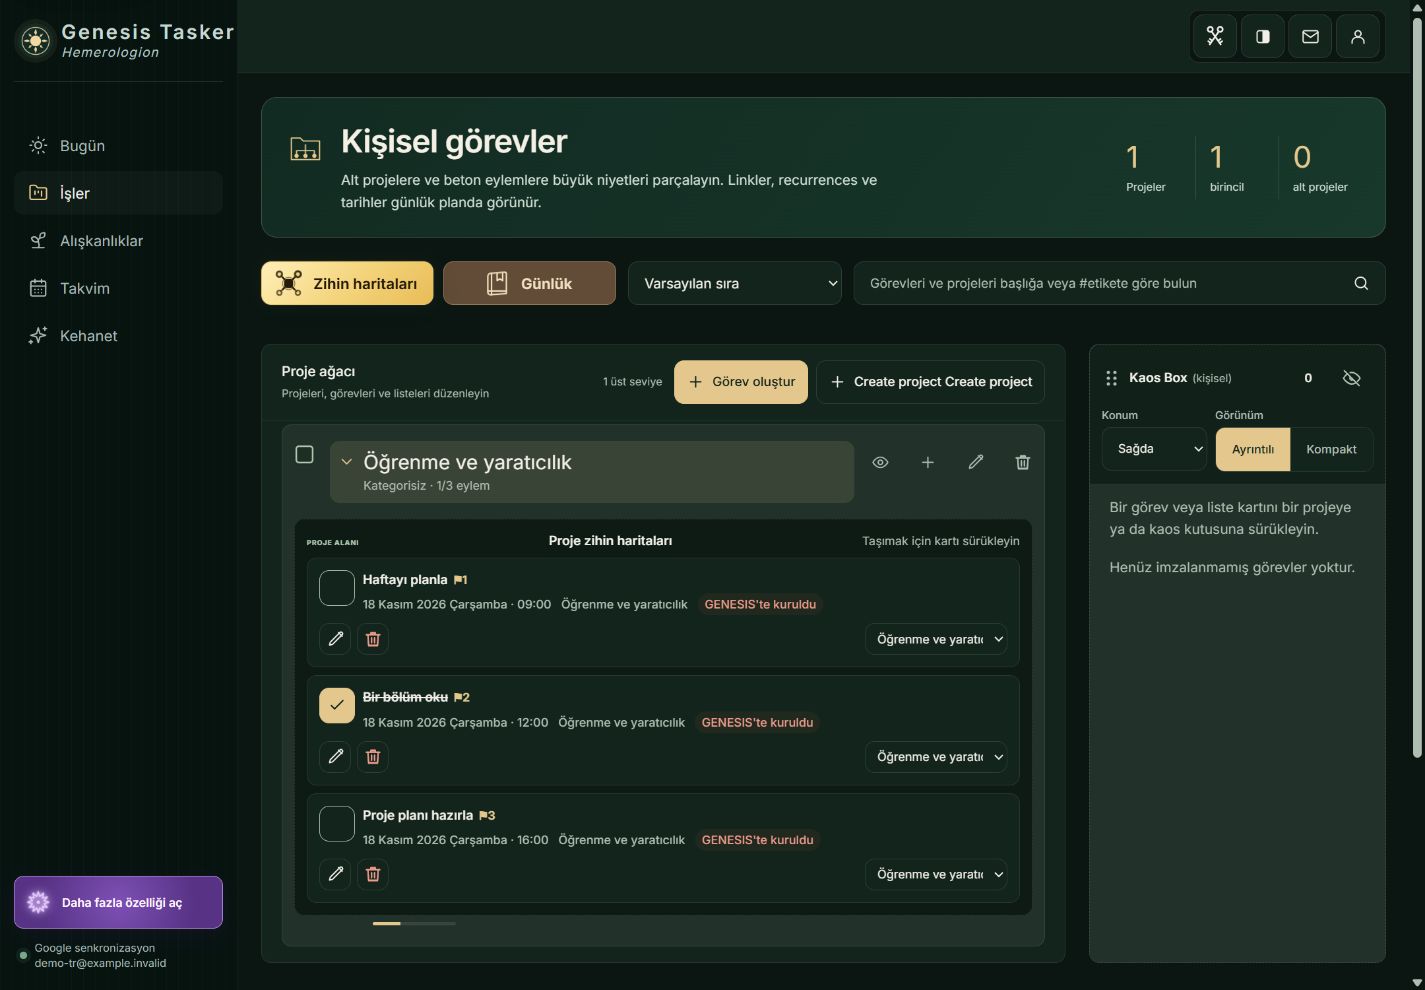 Genesis Tasker
Hemerologion
Bugün
İşler
Alışkanlıklar
Takvim
Kehanet
Daha fazla özelliği aç
Google senkronizasyon
demo-tr@example.invalid
Kişisel görevler
Alt projelere ve beton eylemlere büyük niyetleri parçalayın. Linkler, recurrences ve
tarihler günlük planda görünür.
1
Projeler
1
birincil
0
alt projeler
Zihin haritaları
Günlük
Varsayılan sıra
Görevleri ve projeleri başlığa veya #etikete göre bulun
Proje ağacı
Projeleri, görevleri ve listeleri düzenleyin
1 üst seviye
Görev oluştur
Create project Create project
Öğrenme ve yaratıcılık
Kategorisiz · 1/3 eylem
PROJE ALANI
Proje zihin haritaları
Taşımak için kartı sürükleyin
Haftayı planla 1
18 Kasım 2026 Çarşamba · 09:00 Öğrenme ve yaratıcılık GENESIS'te kuruldu
Öğrenme ve yaratıc
Bir bölüm oku 2
18 Kasım 2026 Çarşamba · 12:00 Öğrenme ve yaratıcılık GENESIS'te kuruldu
Öğrenme ve yaratıc
Proje planı hazırla 3
18 Kasım 2026 Çarşamba · 16:00 Öğrenme ve yaratıcılık GENESIS'te kuruldu
Öğrenme ve yaratıc
Kaos Box (kişisel)
0
Konum
Görünüm
Sağda
Ayrıntılı
Kompakt
Bir görev veya liste kartını bir projeye
ya da kaos kutusuna sürükleyin.
Henüz imzalanmamış görevler yoktur.